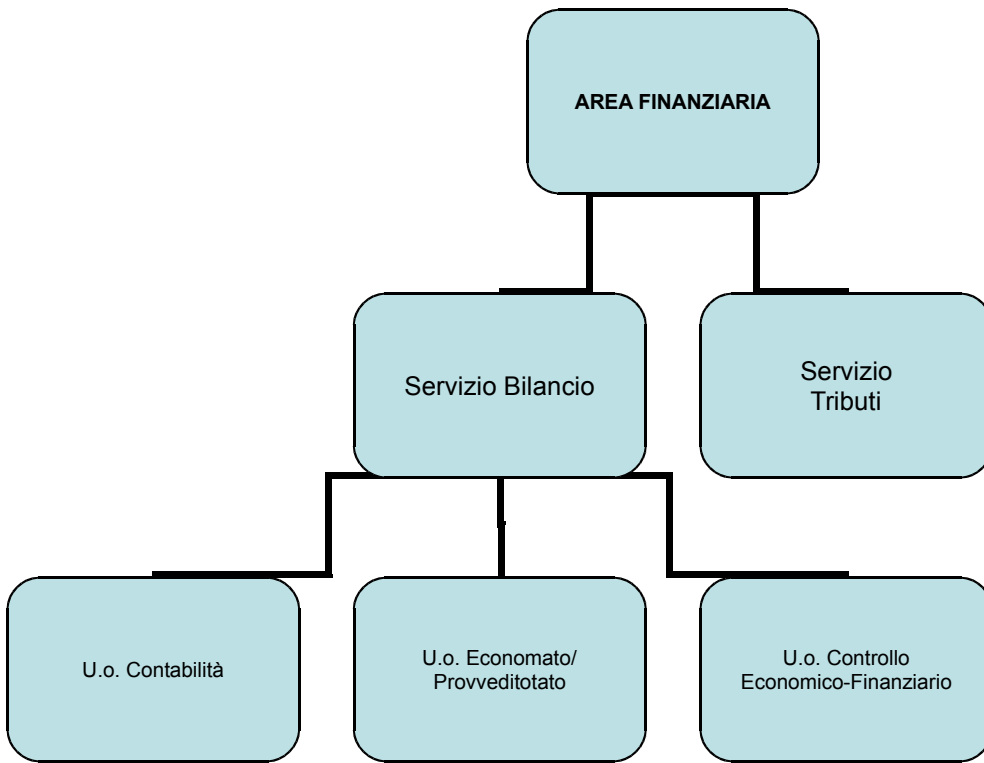 AREA FINANZIARIA
Servizio Bilancio
Servizio
Tributi
U.o. Contabilità
U.o. Economato/
Provveditotato
U.o. Controllo
Economico-Finanziario